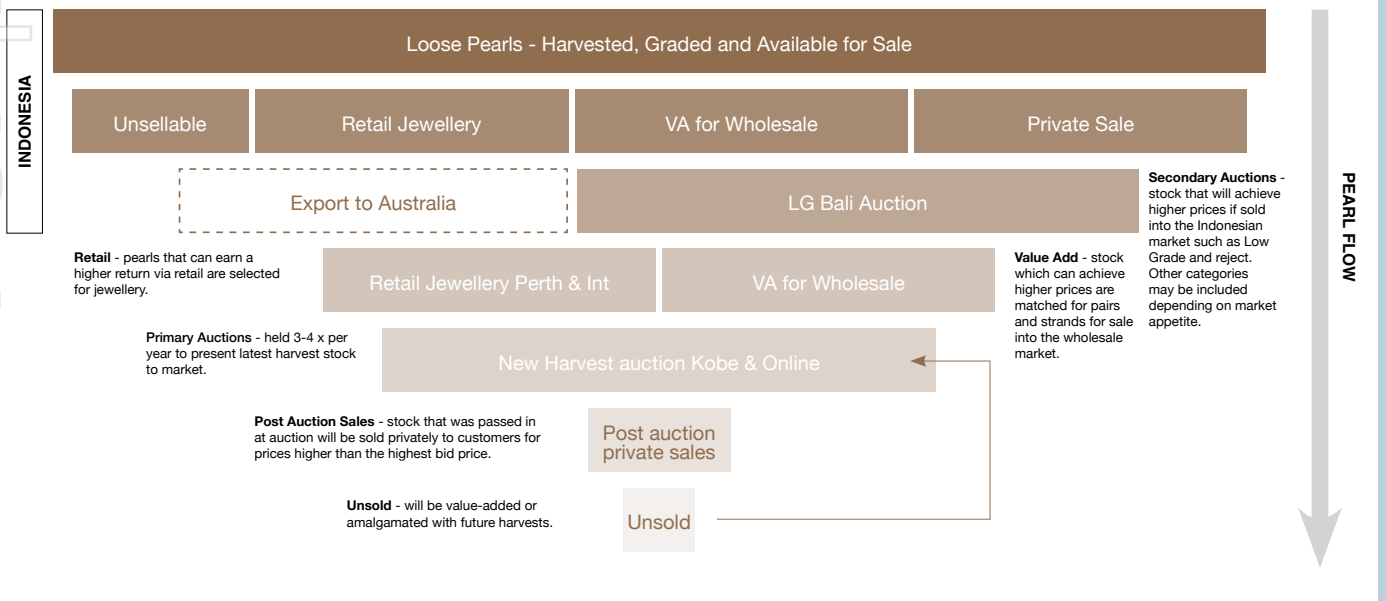 INDONESIA
Loose Pearls - Harvested, Graded and Available for Sale
Unsellable
Retail Jewellery
VA for Wholesale
Private Sale
Export to Australia
LG Bali Auction
Secondary Auctions -
stock that will achieve
higher prices if sold
into the Indonesian
market such as Low
Grade and reject.
Other categories
may be included
depending on market
appetite.
PEARL FLOW
Retail - pearls that can earn a
higher return via retail are selected
for jewellery.
Retail Jewellery Perth & Int
VA for Wholesale
Value Add - stock
which can achieve
higher prices are
matched for pairs
and strands for sale
into the wholesale
market.
Primary Auctions - held 3-4 x per
year to present latest harvest stock
to market.
New Harvest auction Kobe & Online
Post Auction Sales - stock that was passed in
at auction will be sold privately to customers for
prices higher than the highest bid price.
Post auction
private sales
Unsold - will be value-added or
amalgamated with future harvests.
Unsold